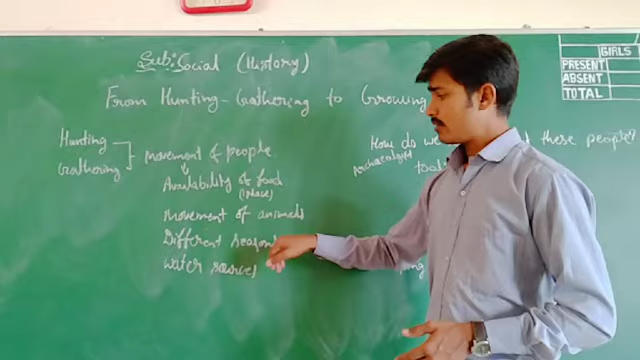 Sub: Social (History)
From Hunting-Gathering to Growing
Hunting
Gathering
movement of people
Availability of food
(place)
Movement of animals
Different seasons
water sources
How do we
these people?
archaeologist
tools
GIRLS
PRESENT
ABSENT
TOTAL